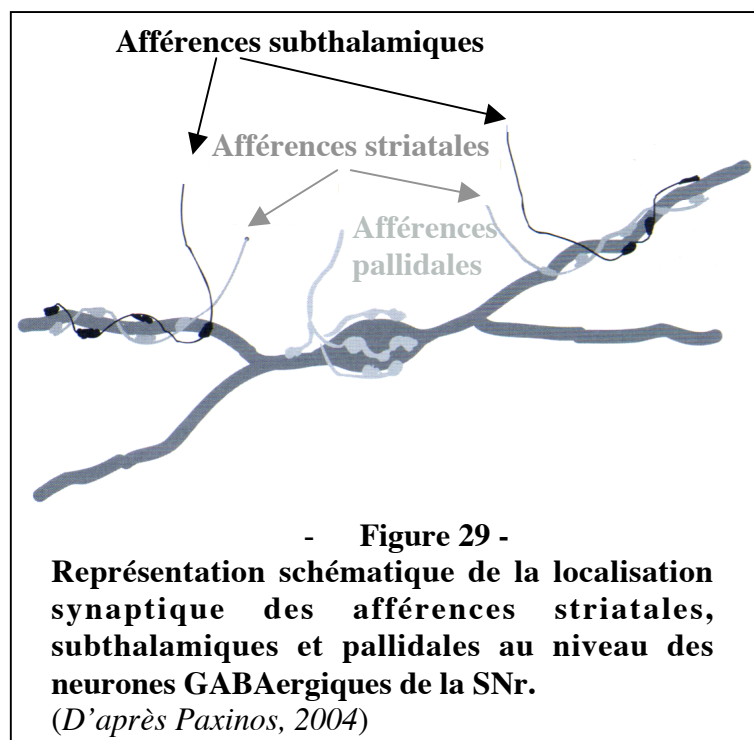 Afférences subthalamiques
Afférences striatales
Afférences
pallidales
- Figure 29 -
Représentation schématique de la localisation
synaptique des afférences striatales,
subthalamiques et pallidales au niveau des
neurones GABAergiques de la SNr.
(D'après Paxinos, 2004)